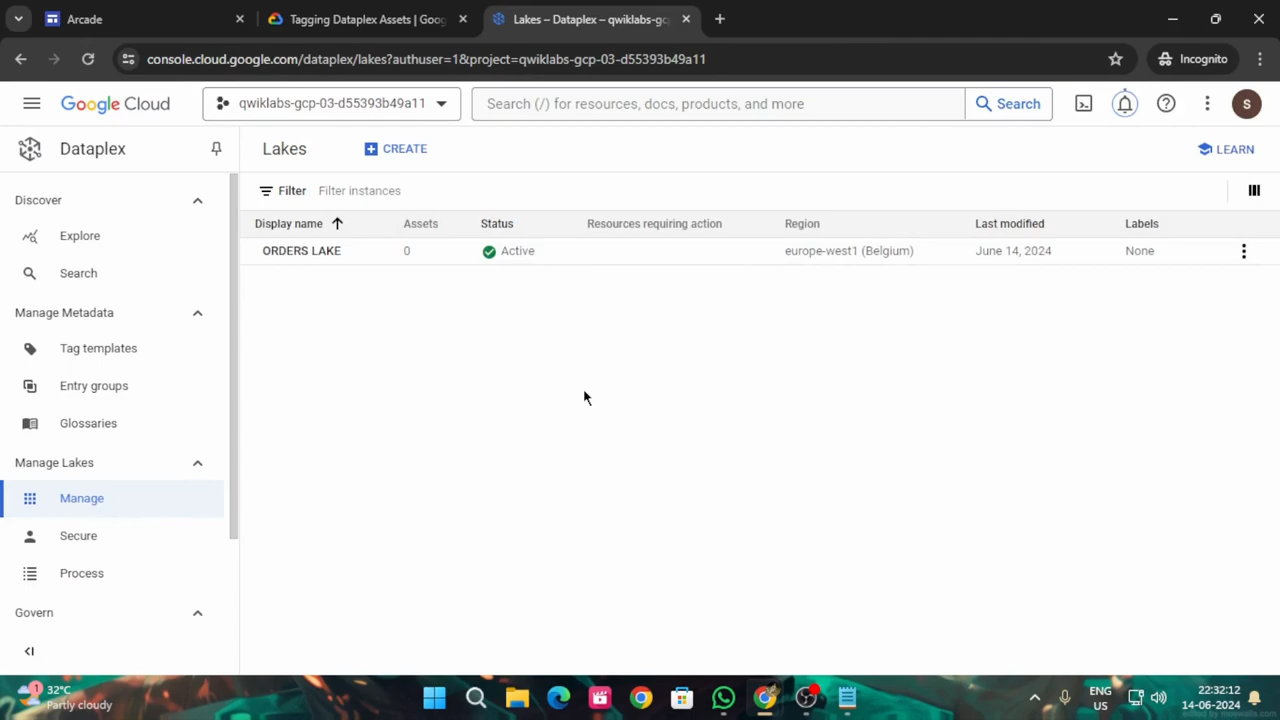 Arcade
Tagging Dataplex Assets | Goog
Lakes – Dataplex – qwiklabs-gc
console.cloud.google.com/dataplex/lakes?authuser=1&project=qwiklabs-gcp-03-d55393b49a11
Incognito
Google Cloud
qwiklabs-gcp-03-d55393b49a11
Search (/) for resources, docs, products, and more
Search
S
Dataplex
Lakes
CREATE
LEARN
Discover
Filter Filter instances
Display name Assets Status Resources requiring action Region Last modified Labels
Explore
ORDERS LAKE 0 Active europe-west1 (Belgium) June 14, 2024 None
Search
Manage Metadata
Tag templates
Entry groups
Glossaries
Manage Lakes
Manage
Secure
Process
Govern
1
32°C
Partly cloudy
ENG
US
22:32:12
14-06-2024